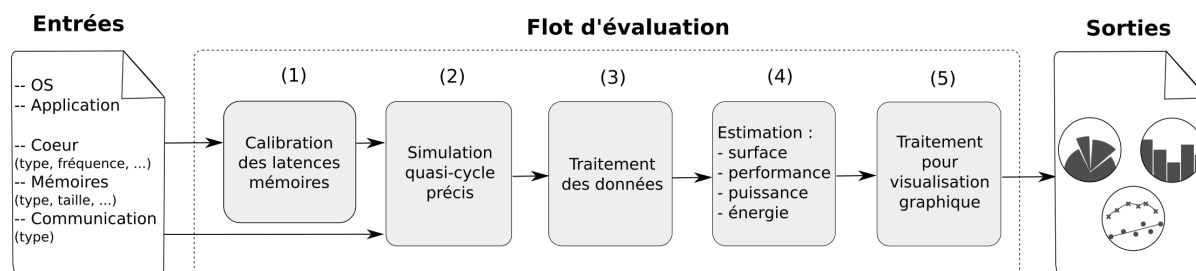 Entrées
-- OS
-- Application
-- Coeur
(type, fréquence, ...)
-- Mémoires
(type, taille, ...)
-- Communication
(type)
Flot d'évaluation
(1)
Calibration
des latences
mémoires
(2)
Simulation
quasi-cycle
précis
(3)
Traitement
des données
(4)
Estimation :
- surface
- performance
- puissance
- énergie
(5)
Traitement
pour
visualisation
graphique
Sorties